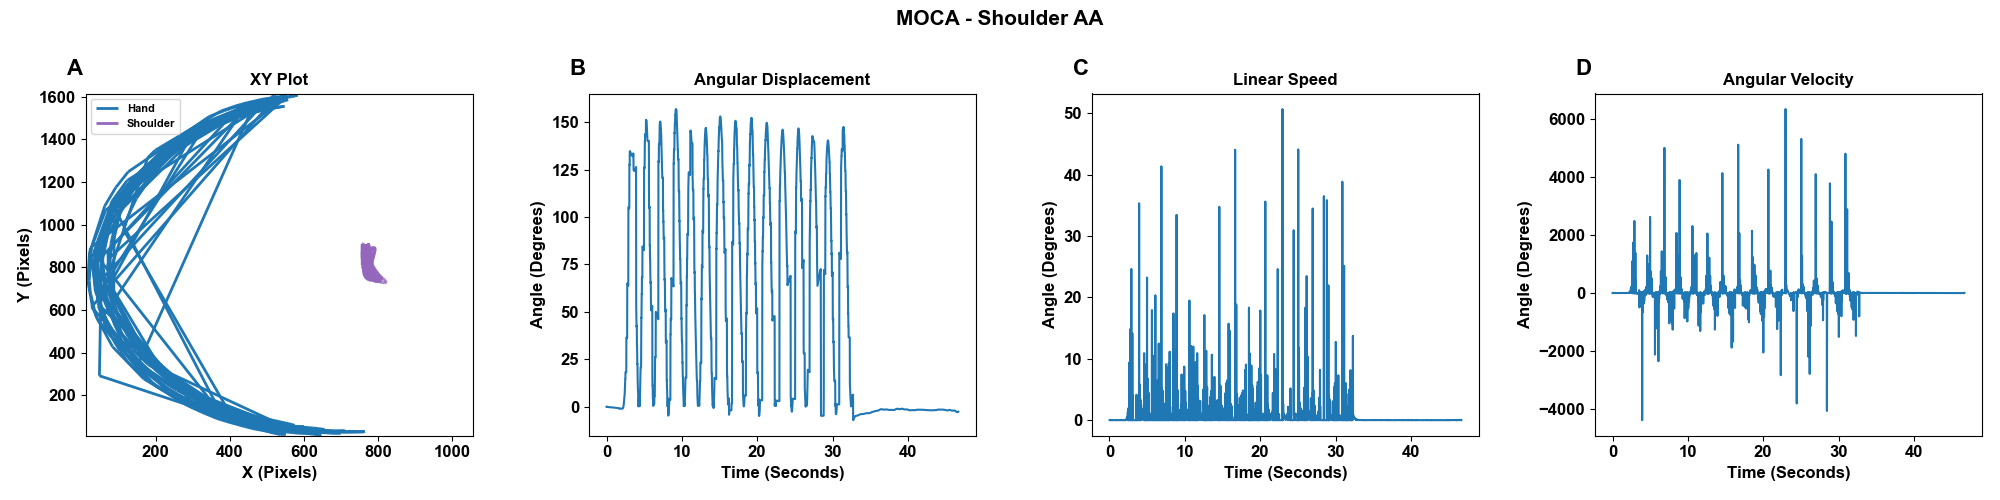 MOCA - Shoulder AA
A
XY Plot
Hand
Shoulder
1600
1400
1200
1000
800
600
400
200
Y (Pixels)
200
400
600
800
1000
X (Pixels)
B
Angular Displacement
150
125
100
75
50
25
0
Angle (Degrees)
0
10
20
30
40
Time (Seconds)
C
Linear Speed
50
40
30
20
10
0
Angle (Degrees)
0
10
20
30
40
Time (Seconds)
D
Angular Velocity
6000
4000
2000
0
−2000
−4000
Angle (Degrees)
0
10
20
30
40
Time (Seconds)